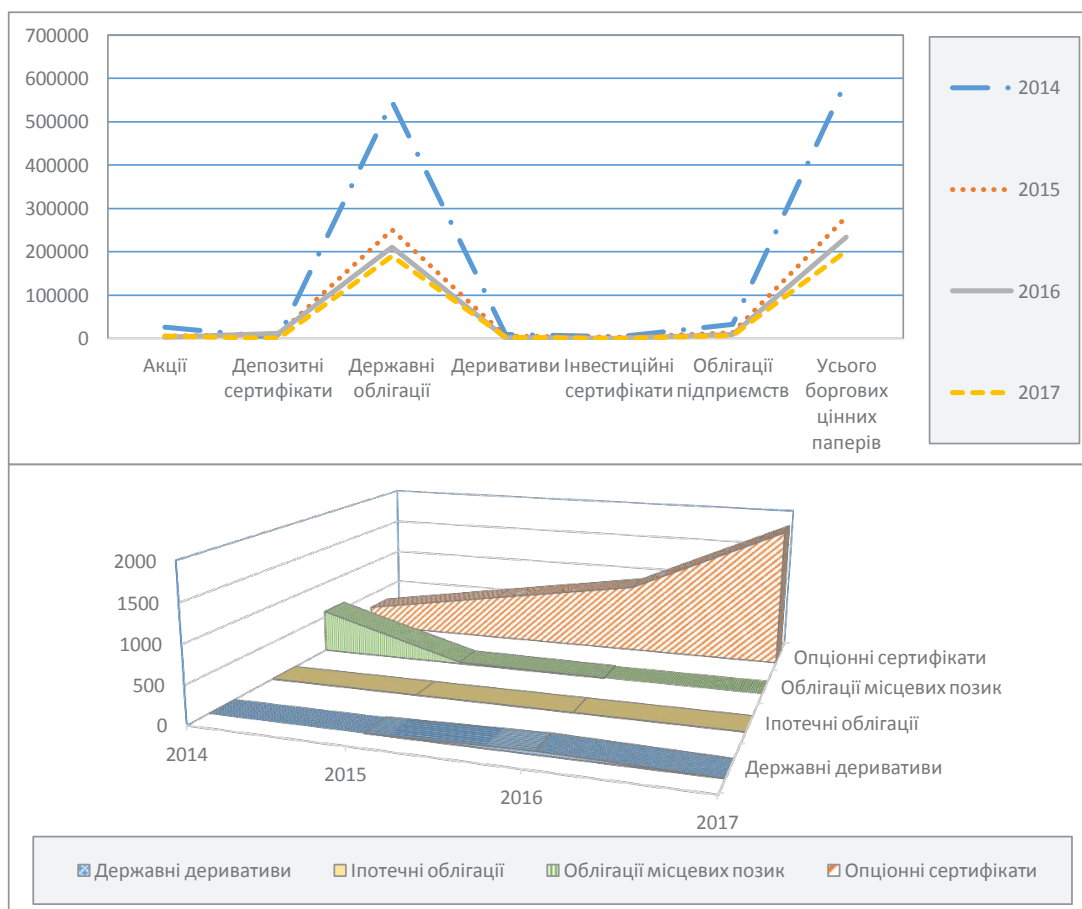 700000
600000
500000
400000
300000
200000
100000
0
Акції
Депозитні
сертифікати
Державні
облігації
Деривативи
Інвестиційні
сертифікати
Облігації
підприємств
Усього
боргових
цінних
паперів
2014
2015
2016
2017
2000
1500
1000
500
0
2014
2015
2016
2017
Опціонні сертифікати
Облігації місцевих позик
Іпотечні облігації
Державні деривативи
Державні деривативи
Іпотечні облігації
Облігації місцевих позик
Опціонні сертифікати